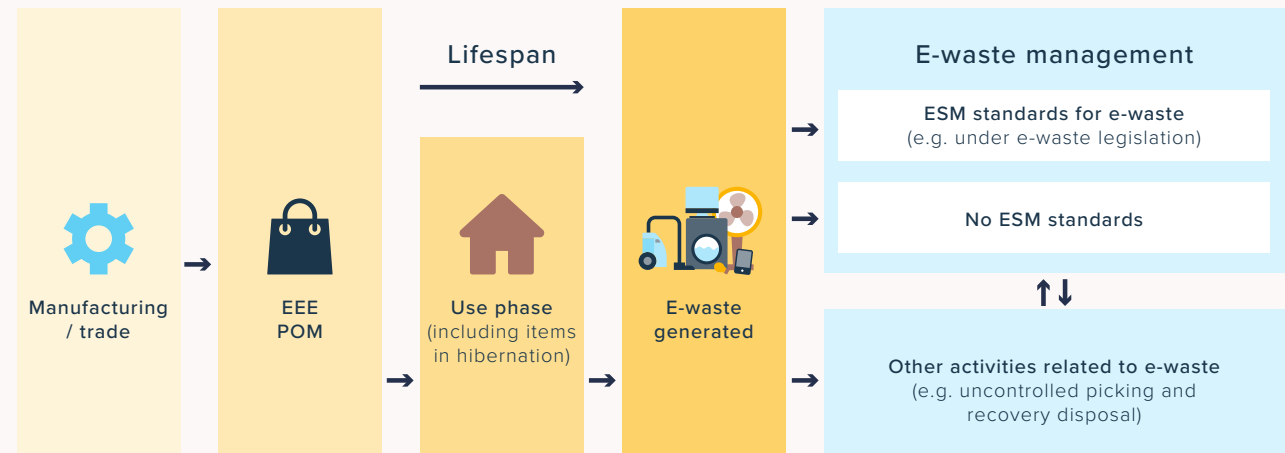 Manufacturing
/ trade
EEE
POM
Lifespan
Use phase
(including items
in hibernation)
E-waste
generated
E-waste management
ESM standards for e-waste
(e.g. under e-waste legislation)
No ESM standards
Other activities related to e-waste
(e.g. uncontrolled picking and
recovery disposal)